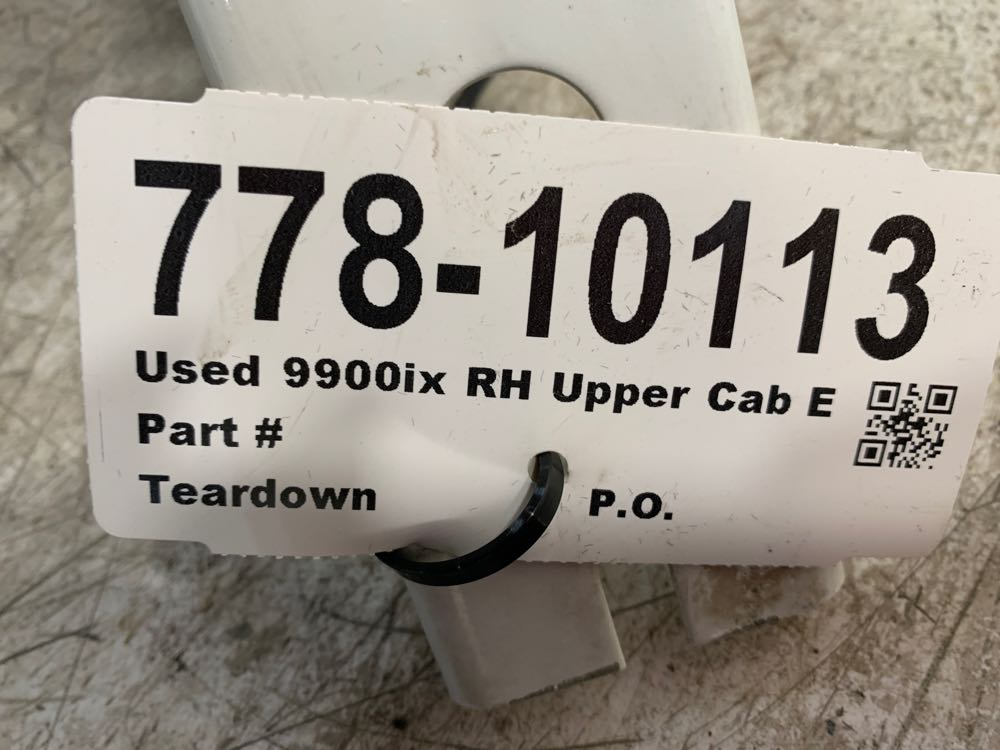 778-10113
Used 9900ix RH Upper Cab E
Part #
Teardown P.O.